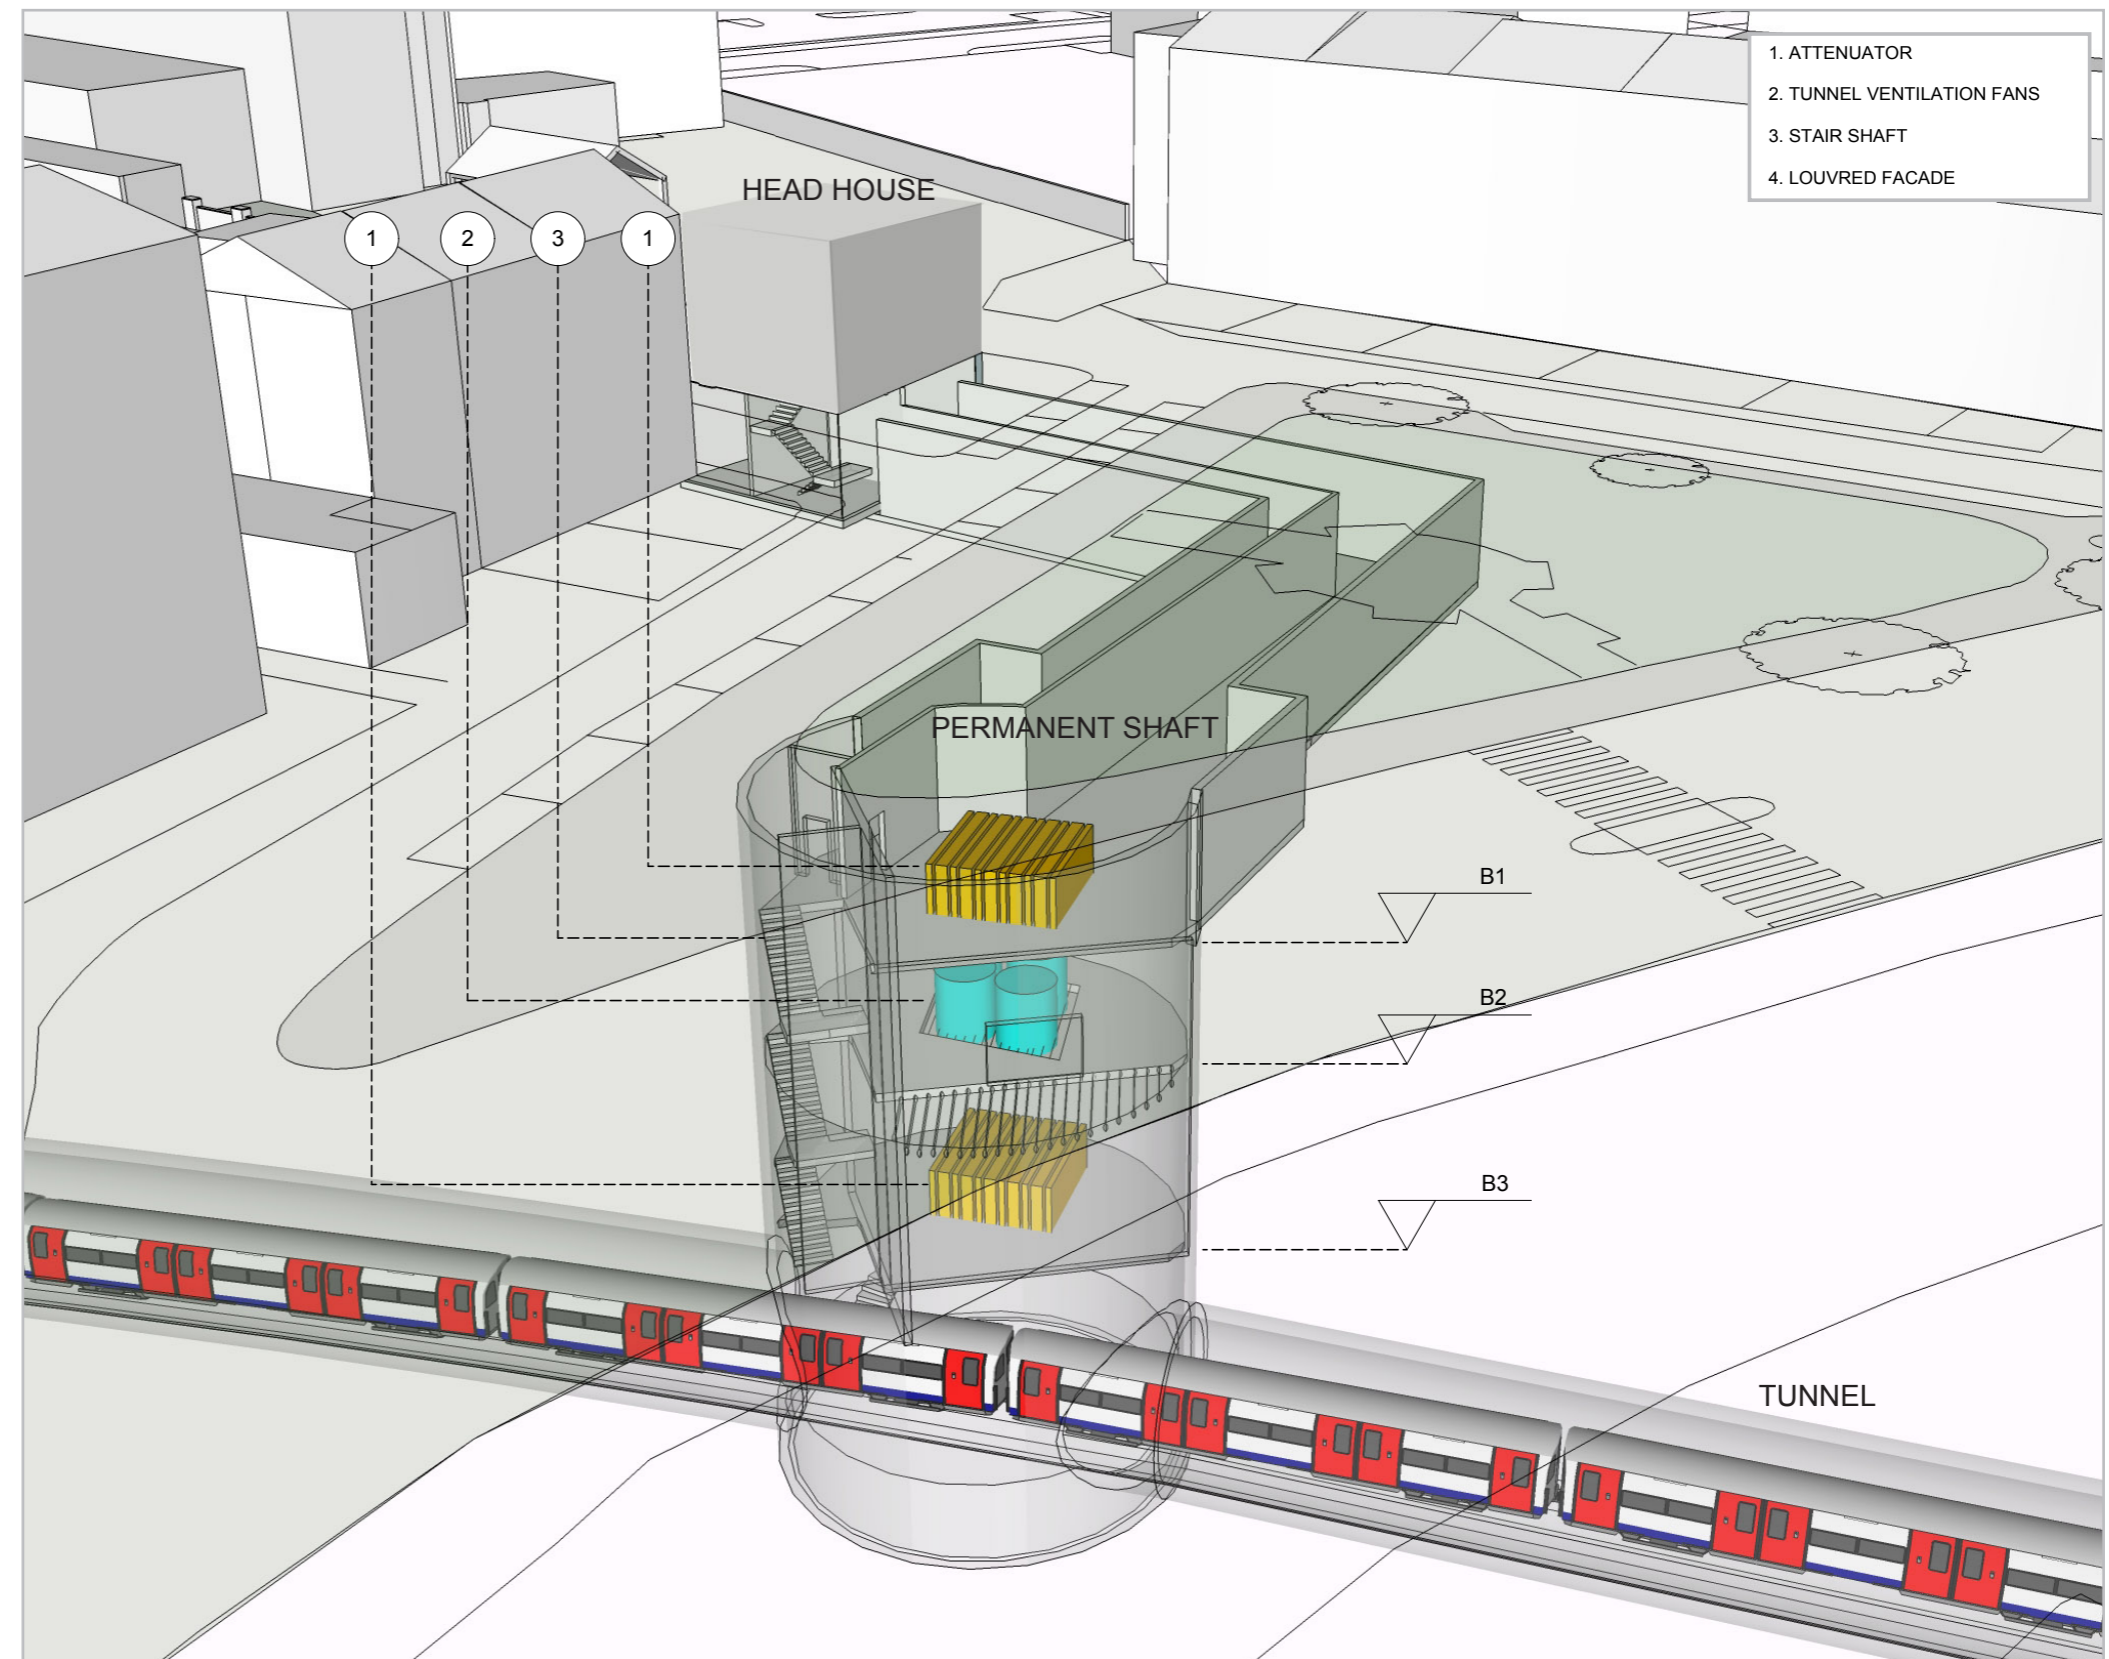 1. ATTENUATOR
2. TUNNEL VENTILATION FANS
3. STAIR SHAFT
4. LOUVRED FACADE
HEAD HOUSE
1 2 3 1
PERMANENT SHAFT
B1
B2
B3
TUNNEL